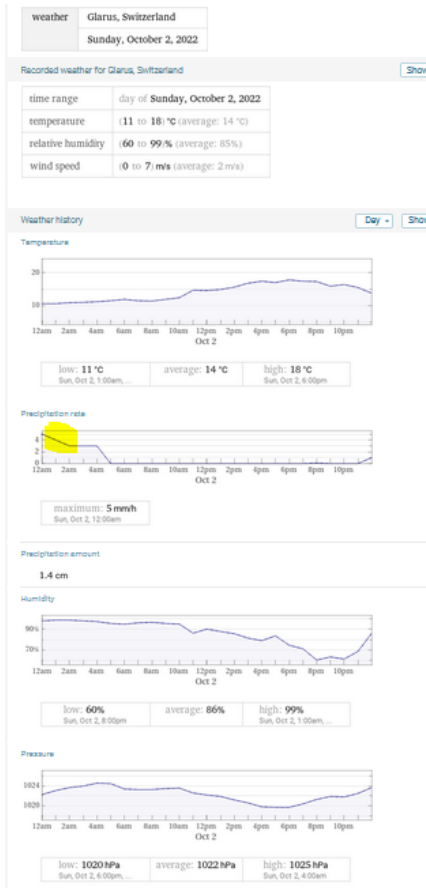 weather Glarus, Switzerland
Sunday, October 2, 2022
Recorded weather for Glarus, Switzerland Show
time range day of Sunday, October 2, 2022
temperature (11 to 18) °C (average: 14 °C)
relative humidity (60 to 99)% (average: 85%)
wind speed (0 to 7) m/s (average: 2 m/s)
Weather history Day Show
Temperature
20
10
12am 2am 4am 6am 8am 10am 12pm 2pm 4pm 6pm 8pm 10pm
Oct 2
low: 11 °C average: 14 °C high: 18 °C
Sun, Oct 2, 1:00am, ... Sun, Oct 2, 6:00pm
Precipitation rate
4
2
0
12am 2am 4am 6am 8am 10am 12pm 2pm 4pm 6pm 8pm 10pm
Oct 2
maximum: 5 mm/h
Sun, Oct 2, 12:00am
Precipitation amount
1.4 cm
Humidity
90%
70%
12am 2am 4am 6am 8am 10am 12pm 2pm 4pm 6pm 8pm 10pm
Oct 2
low: 60% average: 86% high: 99%
Sun, Oct 2, 8:00pm Sun, Oct 2, 1:00am, ...
Pressure
1024
1020
12am 2am 4am 6am 8am 10am 12pm 2pm 4pm 6pm 8pm 10pm
Oct 2
low: 1020 hPa average: 1022 hPa high: 1025 hPa
Sun, Oct 2, 6:00pm, ... Sun, Oct 2, 4:00am